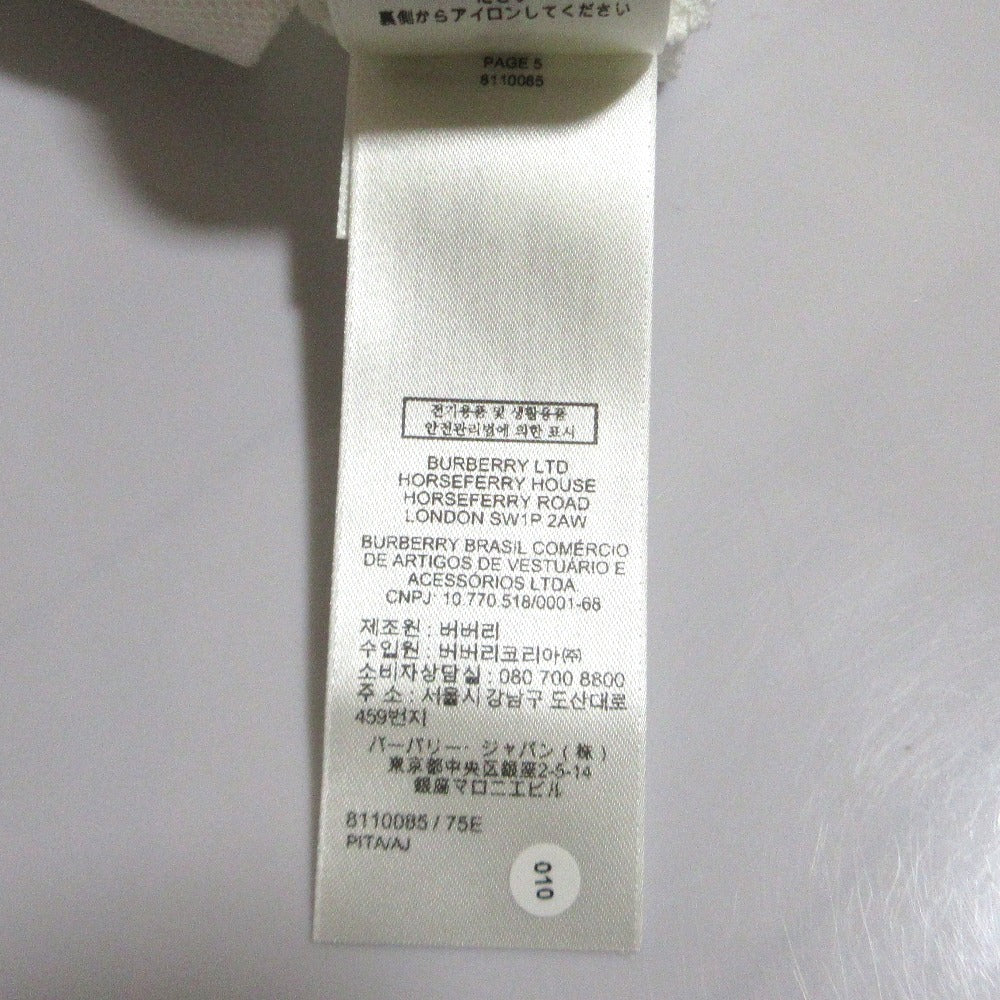 裏側からアイロンしてください
PAGE 5
8110085
전기용품 및 생활용품
안전관리법에 의한 표시
BURBERRY LTD
HORSEFERRY HOUSE
HORSEFERRY ROAD
LONDON SW1P 2AW
BURBERRY BRASIL COMÉRCIO
DE ARTIGOS DE VESTUÁRIO E
ACESSÓRIOS LTDA
CNPJ: 10.770.518/0001-68
제조원 : 버버리
수입원 : 버버리코리아㈜
소비자상담실 : 080 700 8800
주 소 : 서울시 강남구 도산대로
459번지
バーバリー・ジャパン(株)
東京都中央区銀座2-5-14
銀座マロニエビル
8110085 / 75E
PITA/AJ
010